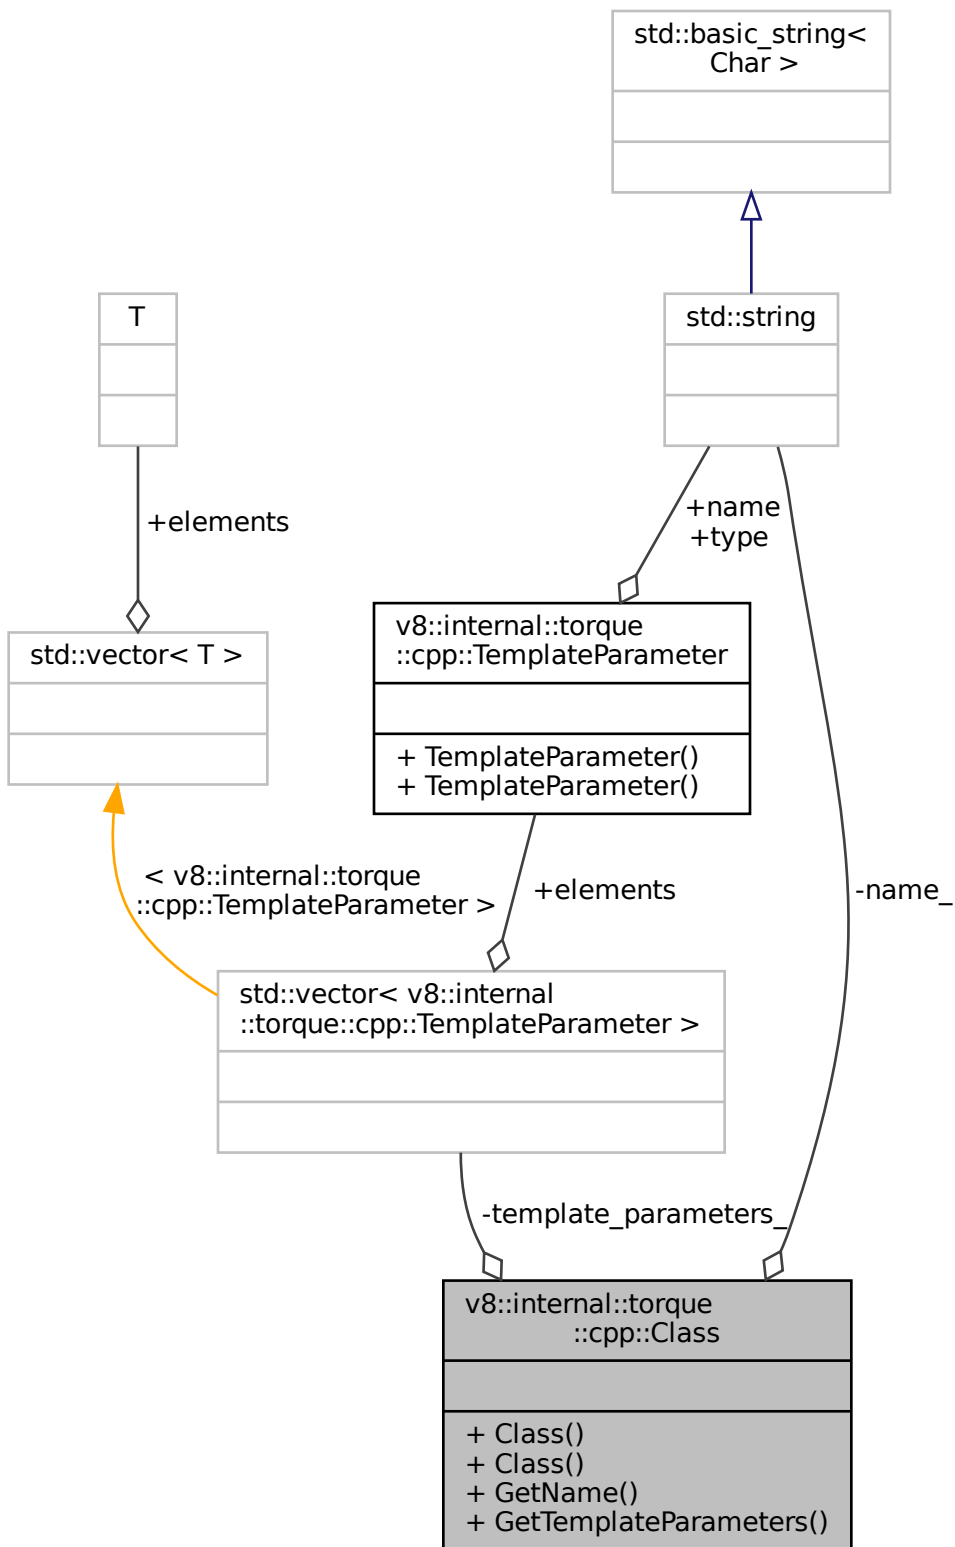 std::basic_string<
Char >
T
std::string
+elements
+name
+type
std::vector< T >
v8::internal::torque
::cpp::TemplateParameter
+ TemplateParameter()
+ TemplateParameter()
< v8::internal::torque
::cpp::TemplateParameter >
+elements
-name_
std::vector< v8::internal
::torque::cpp::TemplateParameter >
-template_parameters_
v8::internal::torque
::cpp::Class
+ Class()
+ Class()
+ GetName()
+ GetTemplateParameters()